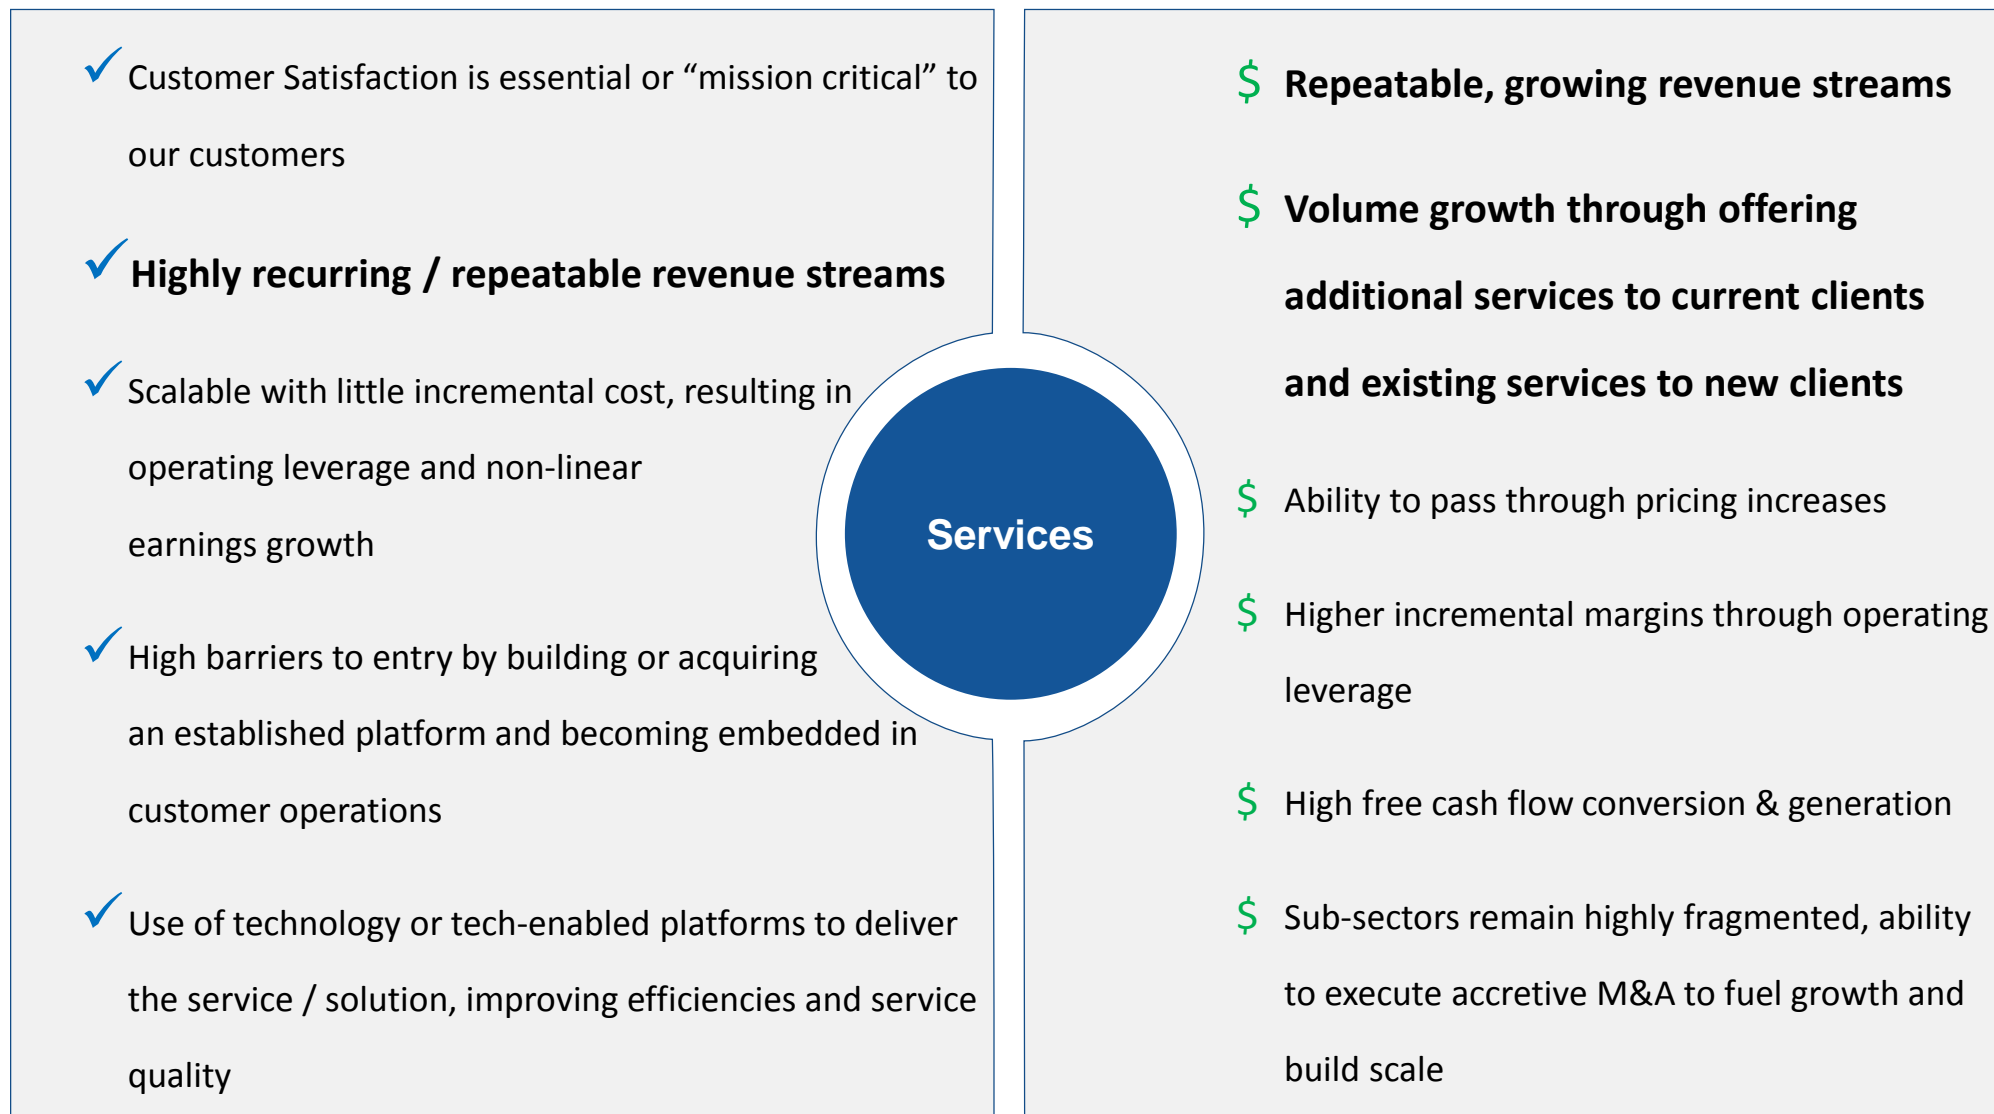 ✓ Customer Satisfaction is essential or “mission critical” to
our customers
✓ Highly recurring / repeatable revenue streams
✓ Scalable with little incremental cost, resulting in
operating leverage and non-linear
earnings growth
✓ High barriers to entry by building or acquiring
an established platform and becoming embedded in
customer operations
✓ Use of technology or tech-enabled platforms to deliver
the service / solution, improving efficiencies and service
quality
Services
$ Repeatable, growing revenue streams
$ Volume growth through offering
additional services to current clients
and existing services to new clients
$ Ability to pass through pricing increases
$ Higher incremental margins through operating
leverage
$ High free cash flow conversion & generation
$ Sub-sectors remain highly fragmented, ability
to execute accretive M&A to fuel growth and
build scale